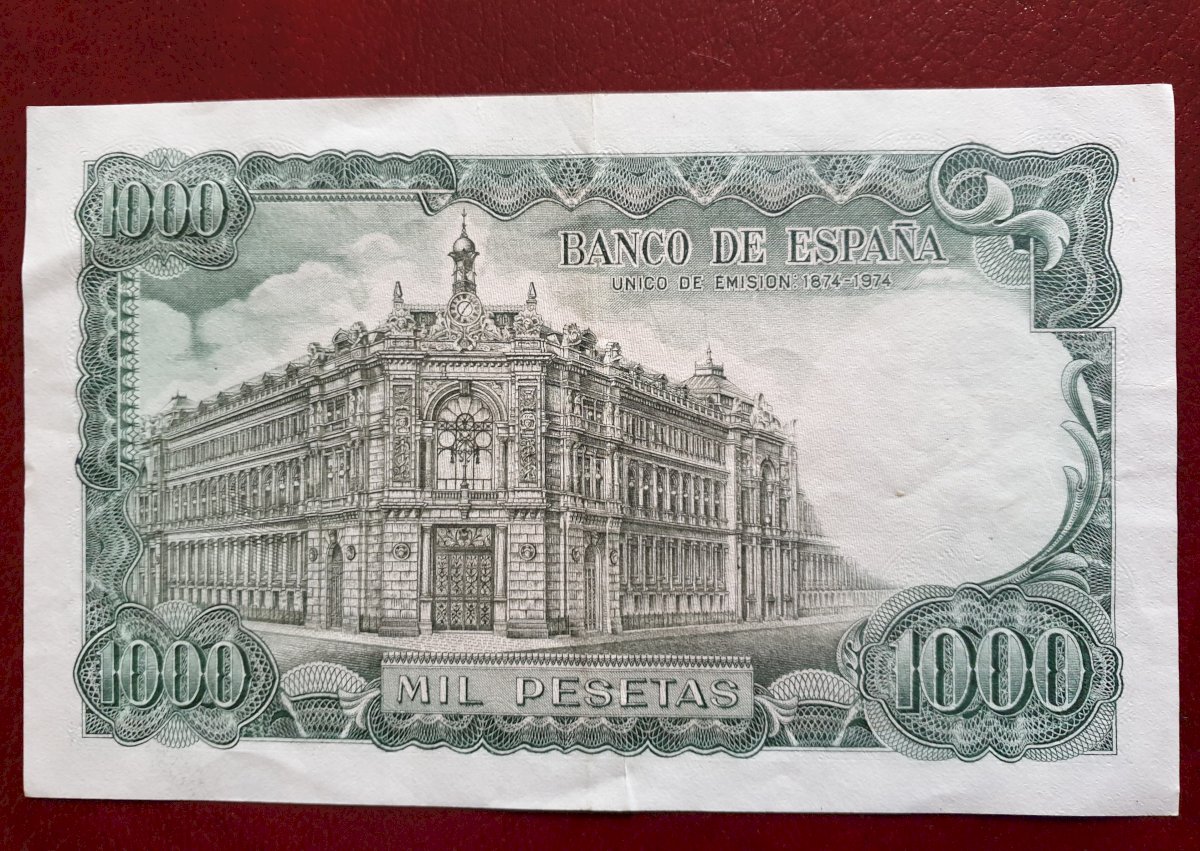 1000
BANCO DE ESPAÑA
UNICO DE EMISION: 1874-1974
1000
MIL PESETAS
1000